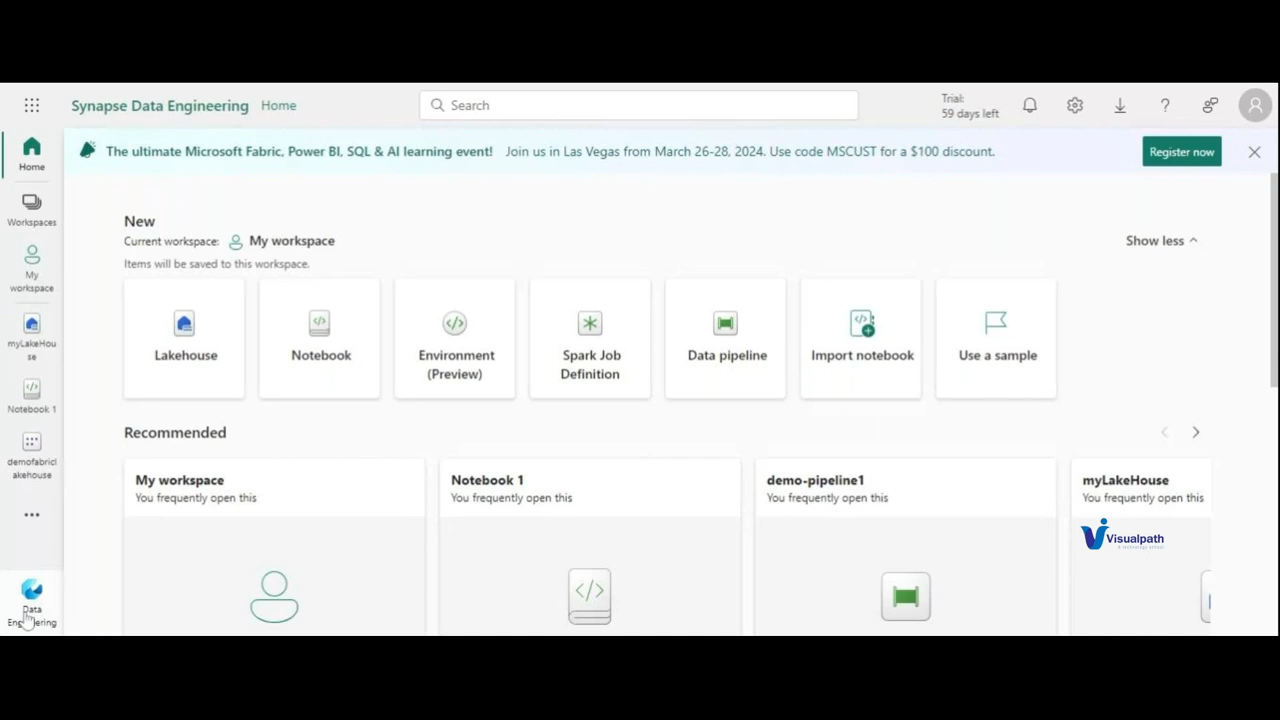 Synapse Data Engineering Home
Search
Trial:
59 days left
The ultimate Microsoft Fabric, Power BI, SQL & AI learning event! Join us in Las Vegas from March 26-28, 2024. Use code MSCUST for a $100 discount.
Register now
Home
Workspaces
My
workspace
myLakeHou
se
Notebook 1
demofabricl
akehouse
Data
Engineering
New
Current workspace: My workspace
Show less
Items will be saved to this workspace.
Lakehouse
Notebook
Environment
(Preview)
Spark Job
Definition
Data pipeline
Import notebook
Use a sample
Recommended
My workspace
You frequently open this
Notebook 1
You frequently open this
demo-pipeline1
You frequently open this
myLakeHouse
You frequently open this
Visualpath